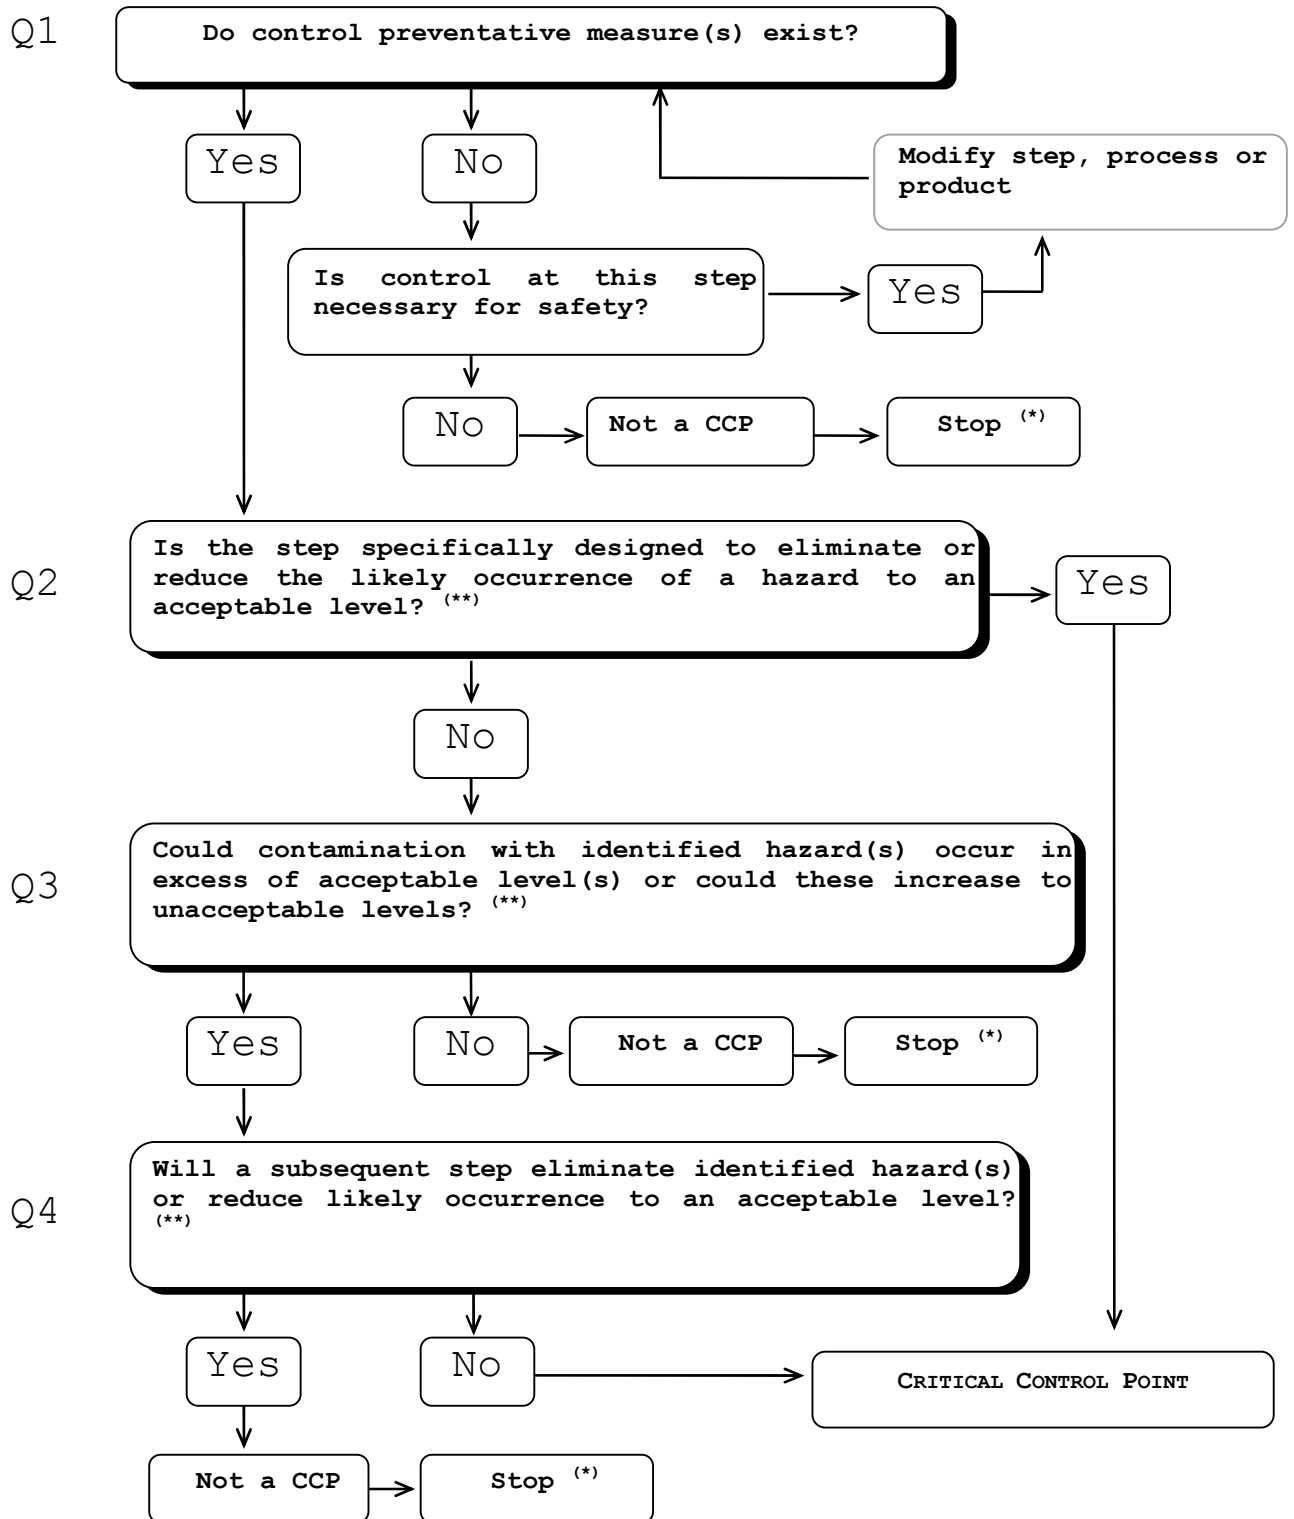 Q1
Do control preventative measure(s) exist?
Yes
No
Modify step, process or
product
Is control at this step
necessary for safety?
Yes
No
Not a CCP
Stop (*)
Q2
Is the step specifically designed to eliminate or
reduce the likely occurrence of a hazard to an
acceptable level? (**)
Yes
No
Q3
Could contamination with identified hazard(s) occur in
excess of acceptable level(s) or could these increase to
unacceptable levels? (**)
Yes
No
Not a CCP
Stop (*)
Q4
Will a subsequent step eliminate identified hazard(s)
or reduce likely occurrence to an acceptable level?
(**)
Yes
No
CRITICAL CONTROL POINT
Not a CCP
Stop (*)